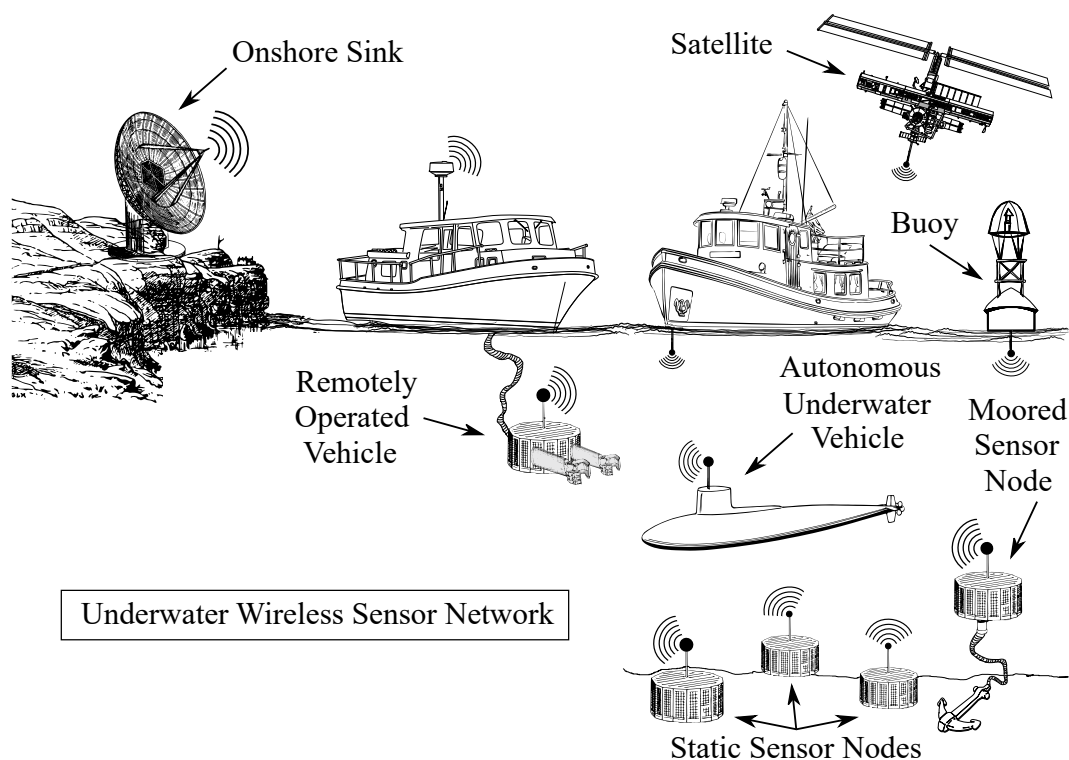 Onshore Sink
Satellite
Buoy
Remotely
Operated
Vehicle
Autonomous
Underwater
Vehicle
Moored
Sensor
Node
Underwater Wireless Sensor Network
Static Sensor Nodes